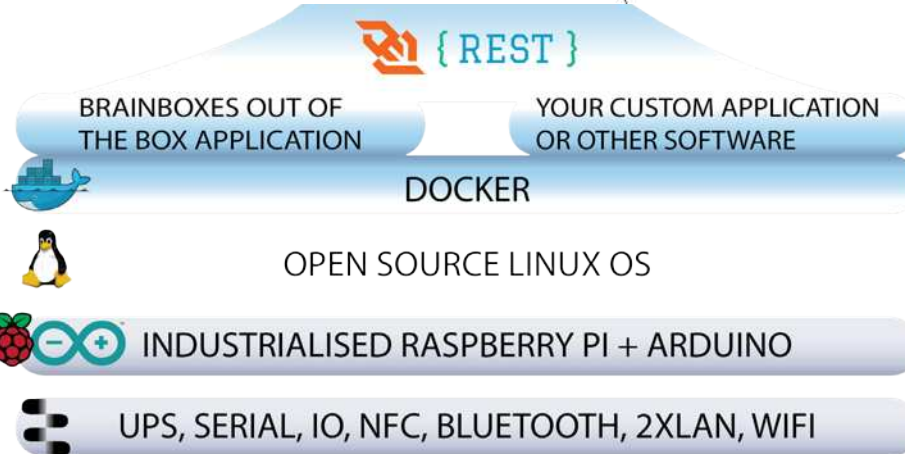 { REST }
BRAINBOXES OUT OF
THE BOX APPLICATION
YOUR CUSTOM APPLICATION
OR OTHER SOFTWARE
DOCKER
OPEN SOURCE LINUX OS
INDUSTRIALISED RASPBERRY PI + ARDUINO
UPS, SERIAL, IO, NFC, BLUETOOTH, 2XLAN, WIFI